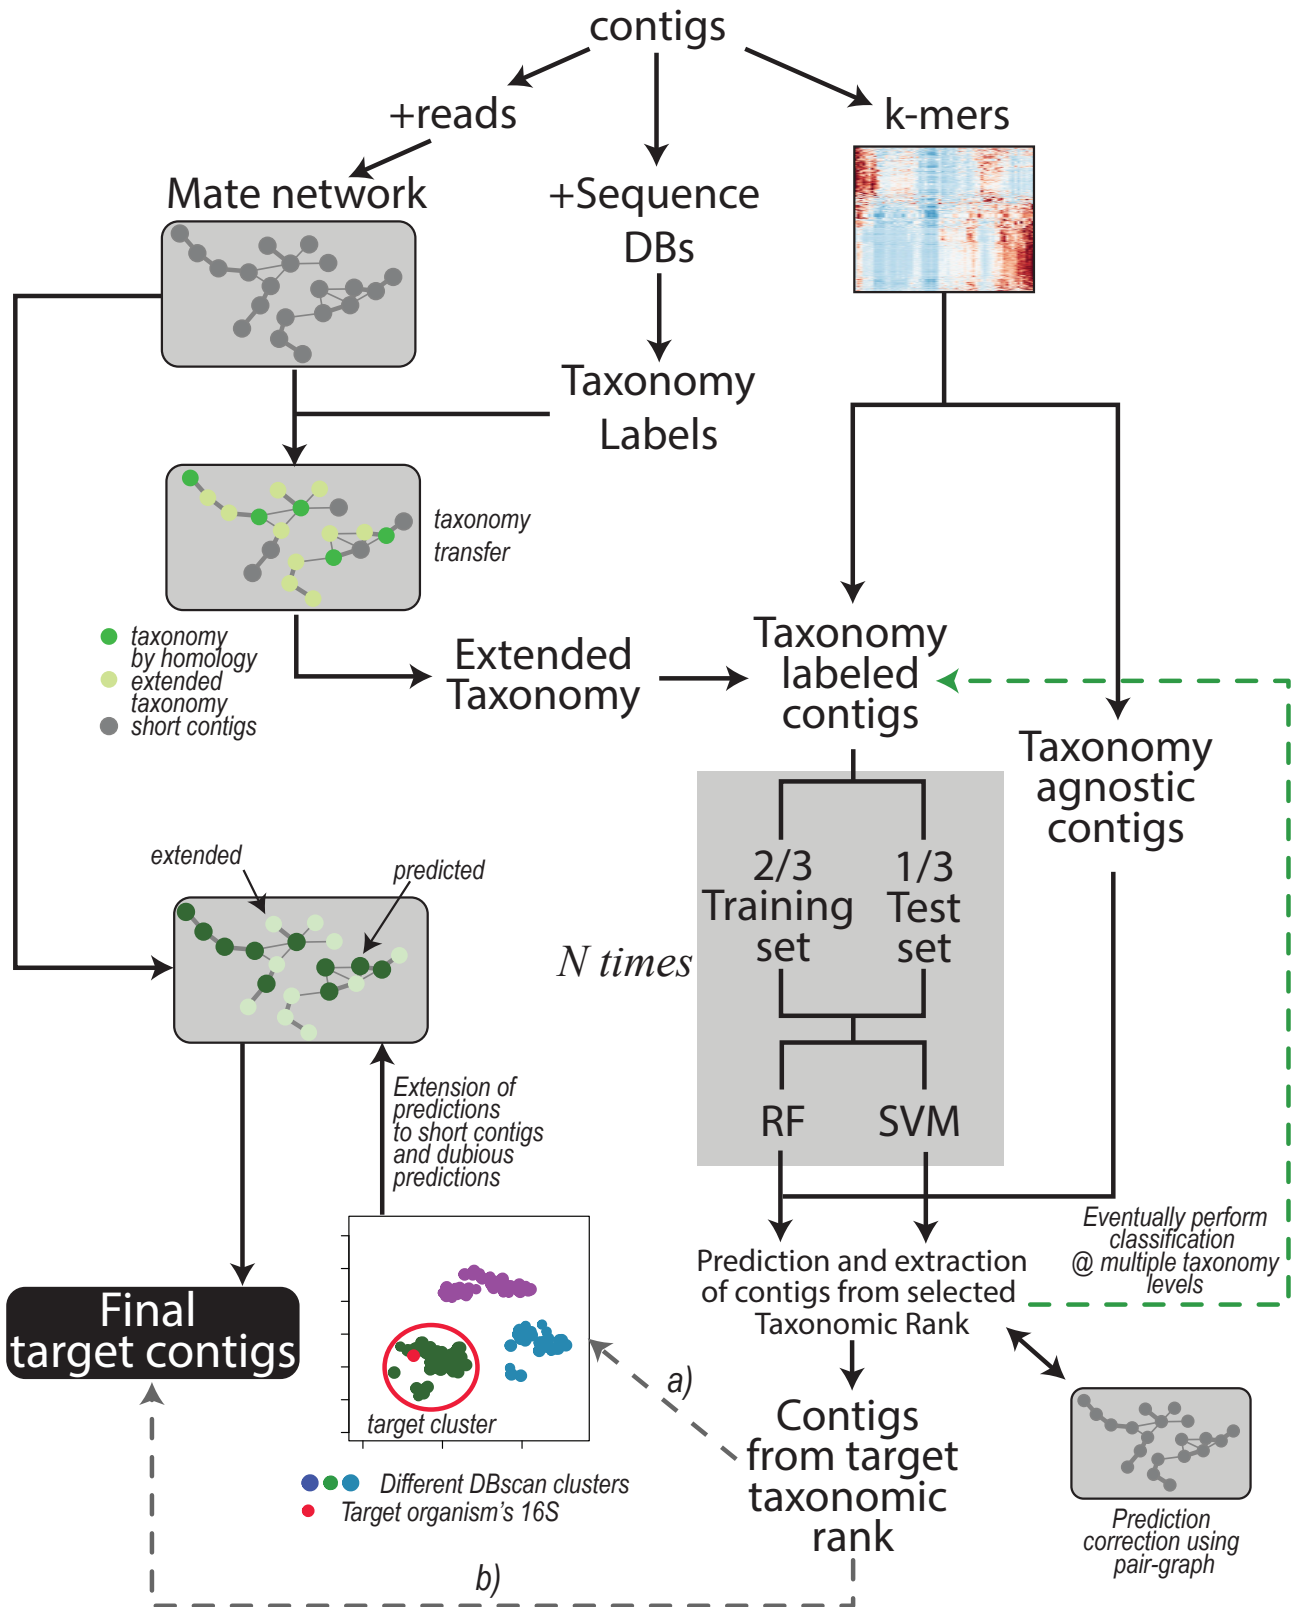 contigs
+reads
k-mers
Mate network
+Sequence
DBs
Taxonomy
Labels
taxonomy
transfer
taxonomy
by homology
extended
taxonomy
short contigs
Extended
Taxonomy
Taxonomy
labeled
contigs
Taxonomy
agnostic
contigs
extended
predicted
2/3
Training
set
1/3
Test
set
N times
RF
SVM
Extension of
predictions
to short contigs
and dubious
predictions
Eventually perform
classification
@ multiple taxonomy
levels
Prediction and extraction
of contigs from selected
Taxonomic Rank
Final
target contigs
target cluster
a)
Contigs
from target
taxonomic
rank
Different DBscan clusters
Target organism's 16S
Prediction
correction using
pair-graph
b)